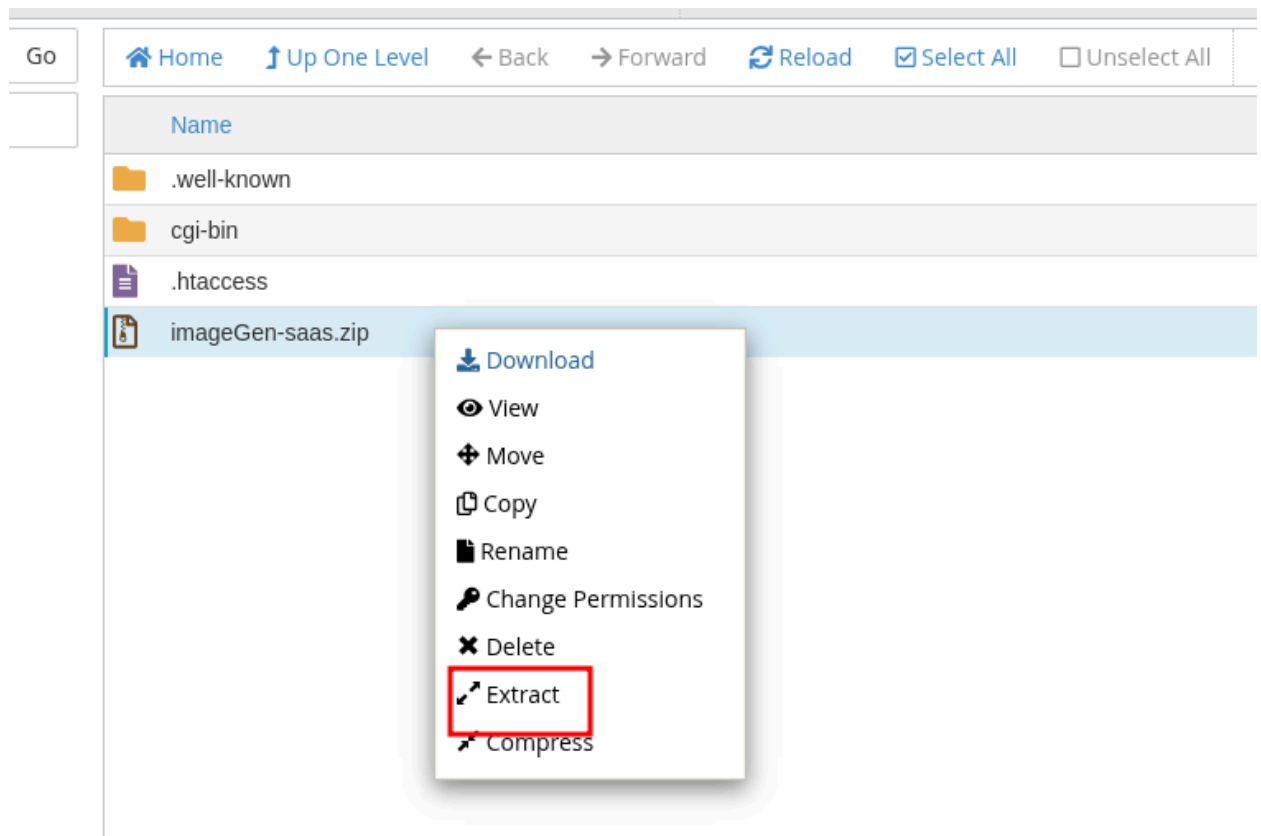 Go
Home Up One Level Back Forward Reload Select All Unselect All
Name
.well-known
cgi-bin
.htaccess
imageGen-saas.zip
Download
View
Move
Copy
Rename
Change Permissions
Delete
Extract
Compress